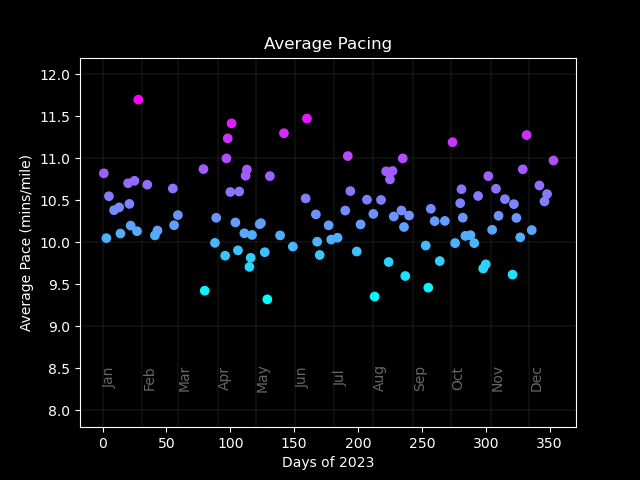 Average Pacing
Average Pace (mins/mile)
12.0
11.5
11.0
10.5
10.0
9.5
9.0
8.5
8.0
Jan
Feb
Mar
Apr
May
Jun
Jul
Aug
Sep
Oct
Nov
Dec
0 50 100 150 200 250 300 350
Days of 2023